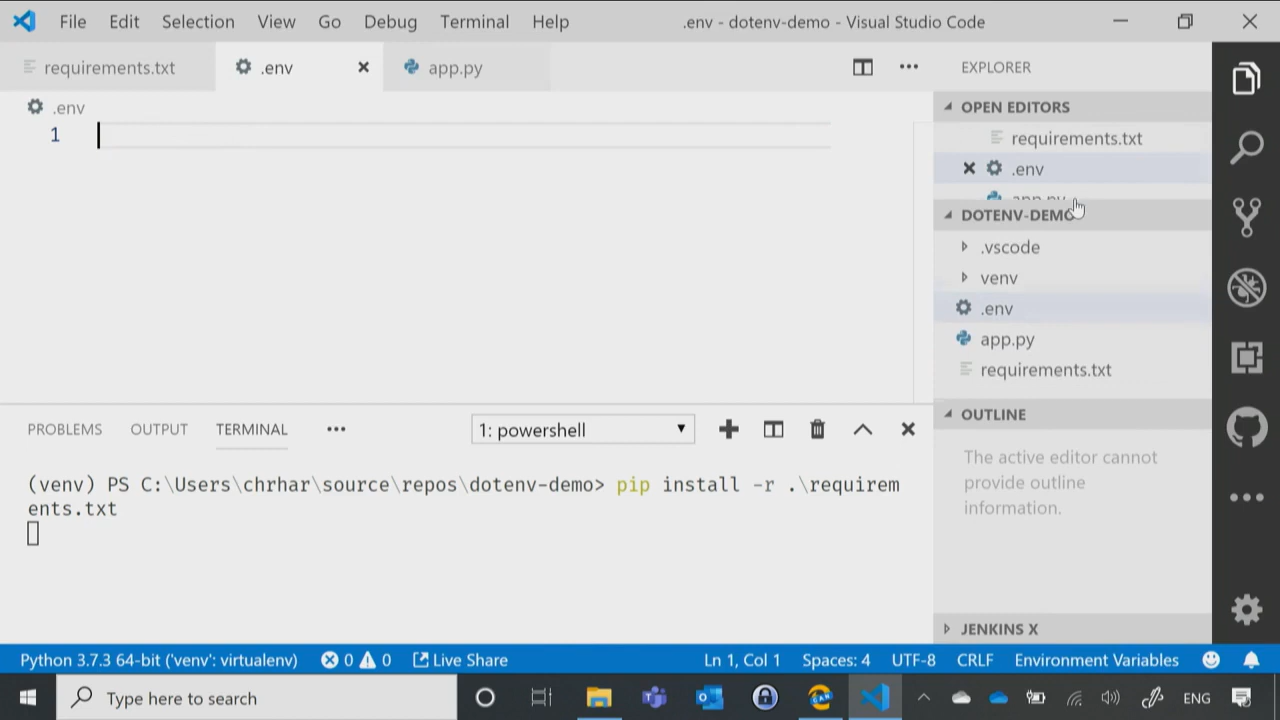 File Edit Selection View Go Debug Terminal Help .env - dotenv-demo - Visual Studio Code
requirements.txt .env app.py
EXPLORER
.env
OPEN EDITORS
1
requirements.txt
.env
app.py
DOTENV-DEMO
.vscode
venv
.env
app.py
requirements.txt
OUTLINE
The active editor cannot
provide outline
information.
JENKINS X
PROBLEMS OUTPUT TERMINAL 1: powershell
(venv) PS C:\Users\chrhar\source\repos\dotenv-demo> pip install -r .\requirem
ents.txt
Python 3.7.3 64-bit ('venv': virtualenv) 0 0 Live Share Ln 1, Col 1 Spaces: 4 UTF-8 CRLF Environment Variables
Type here to search ENG